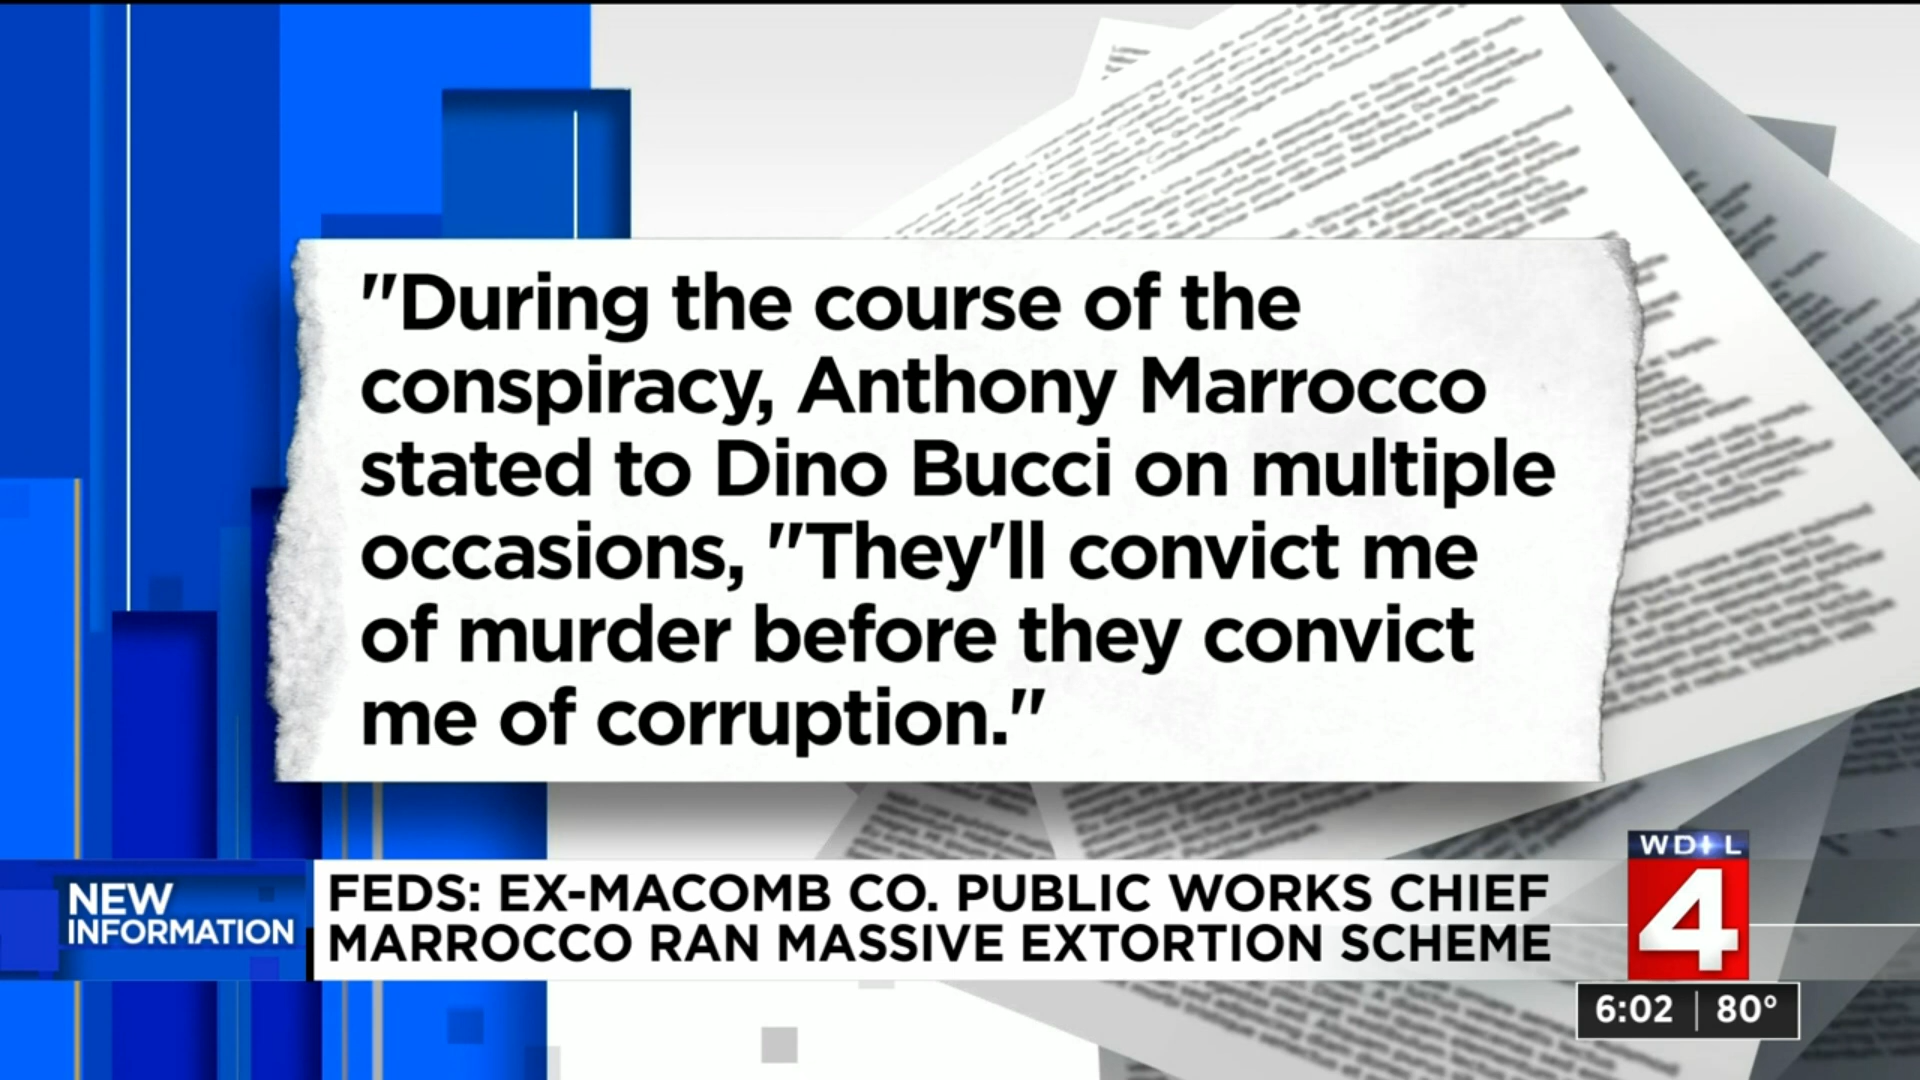 "During the course of the
conspiracy, Anthony Marrocco
stated to Dino Bucci on multiple
occasions, "They'll convict me
of murder before they convict
me of corruption."
NEW
INFORMATION
FEDS: EX-MACOMB CO. PUBLIC WORKS CHIEF
MARROCCO RAN MASSIVE EXTORTION SCHEME
WDIL
4
6:02 80°